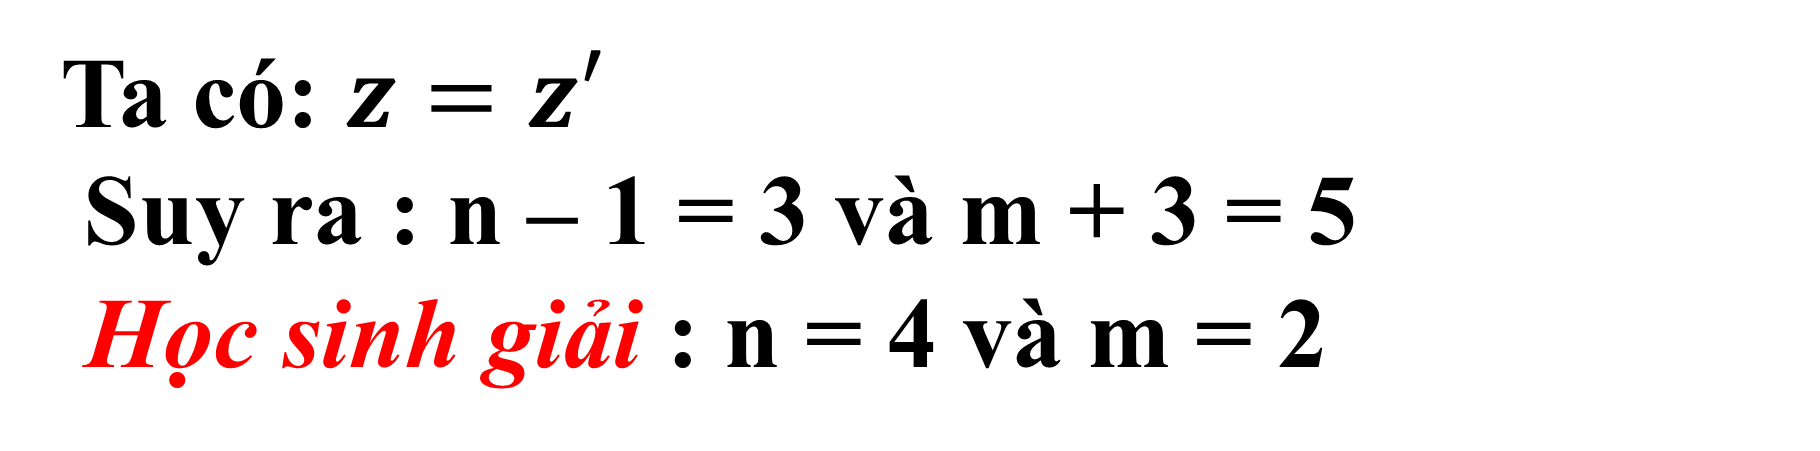 Ta có: z = z′
Suy ra : n – 1 = 3 và m + 3 = 5
Học sinh giải : n = 4 và m = 2